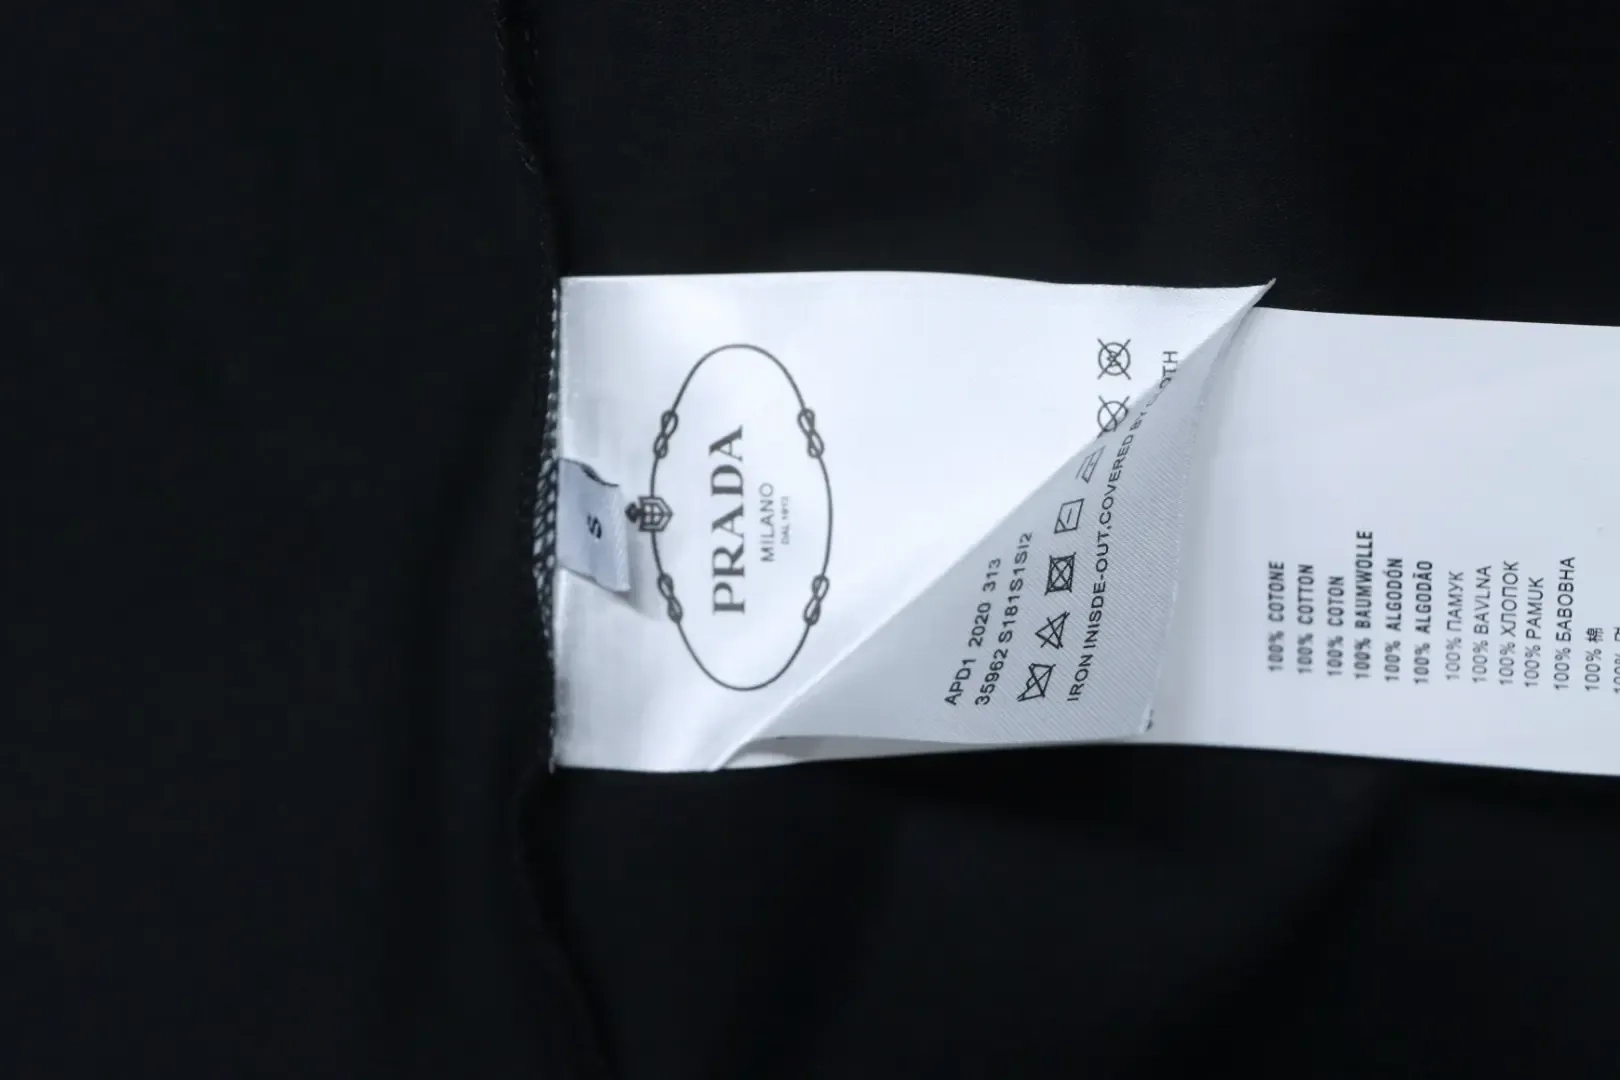 S
PRADA
MILANO
DAL 1913
APD1 2020 313
35962 S181S1SI2
IRON INISDE-OUT,COVERED BY CLOTH
100% COTONE
100% COTTON
100% COTON
100% BAUMWOLLE
100% ALGODÓN
100% ALGODÃO
100% ПАМУК
100% BAVLNA
100% ХЛОПОК
100% PAMUK
100% БАВОВНА
100% 棉